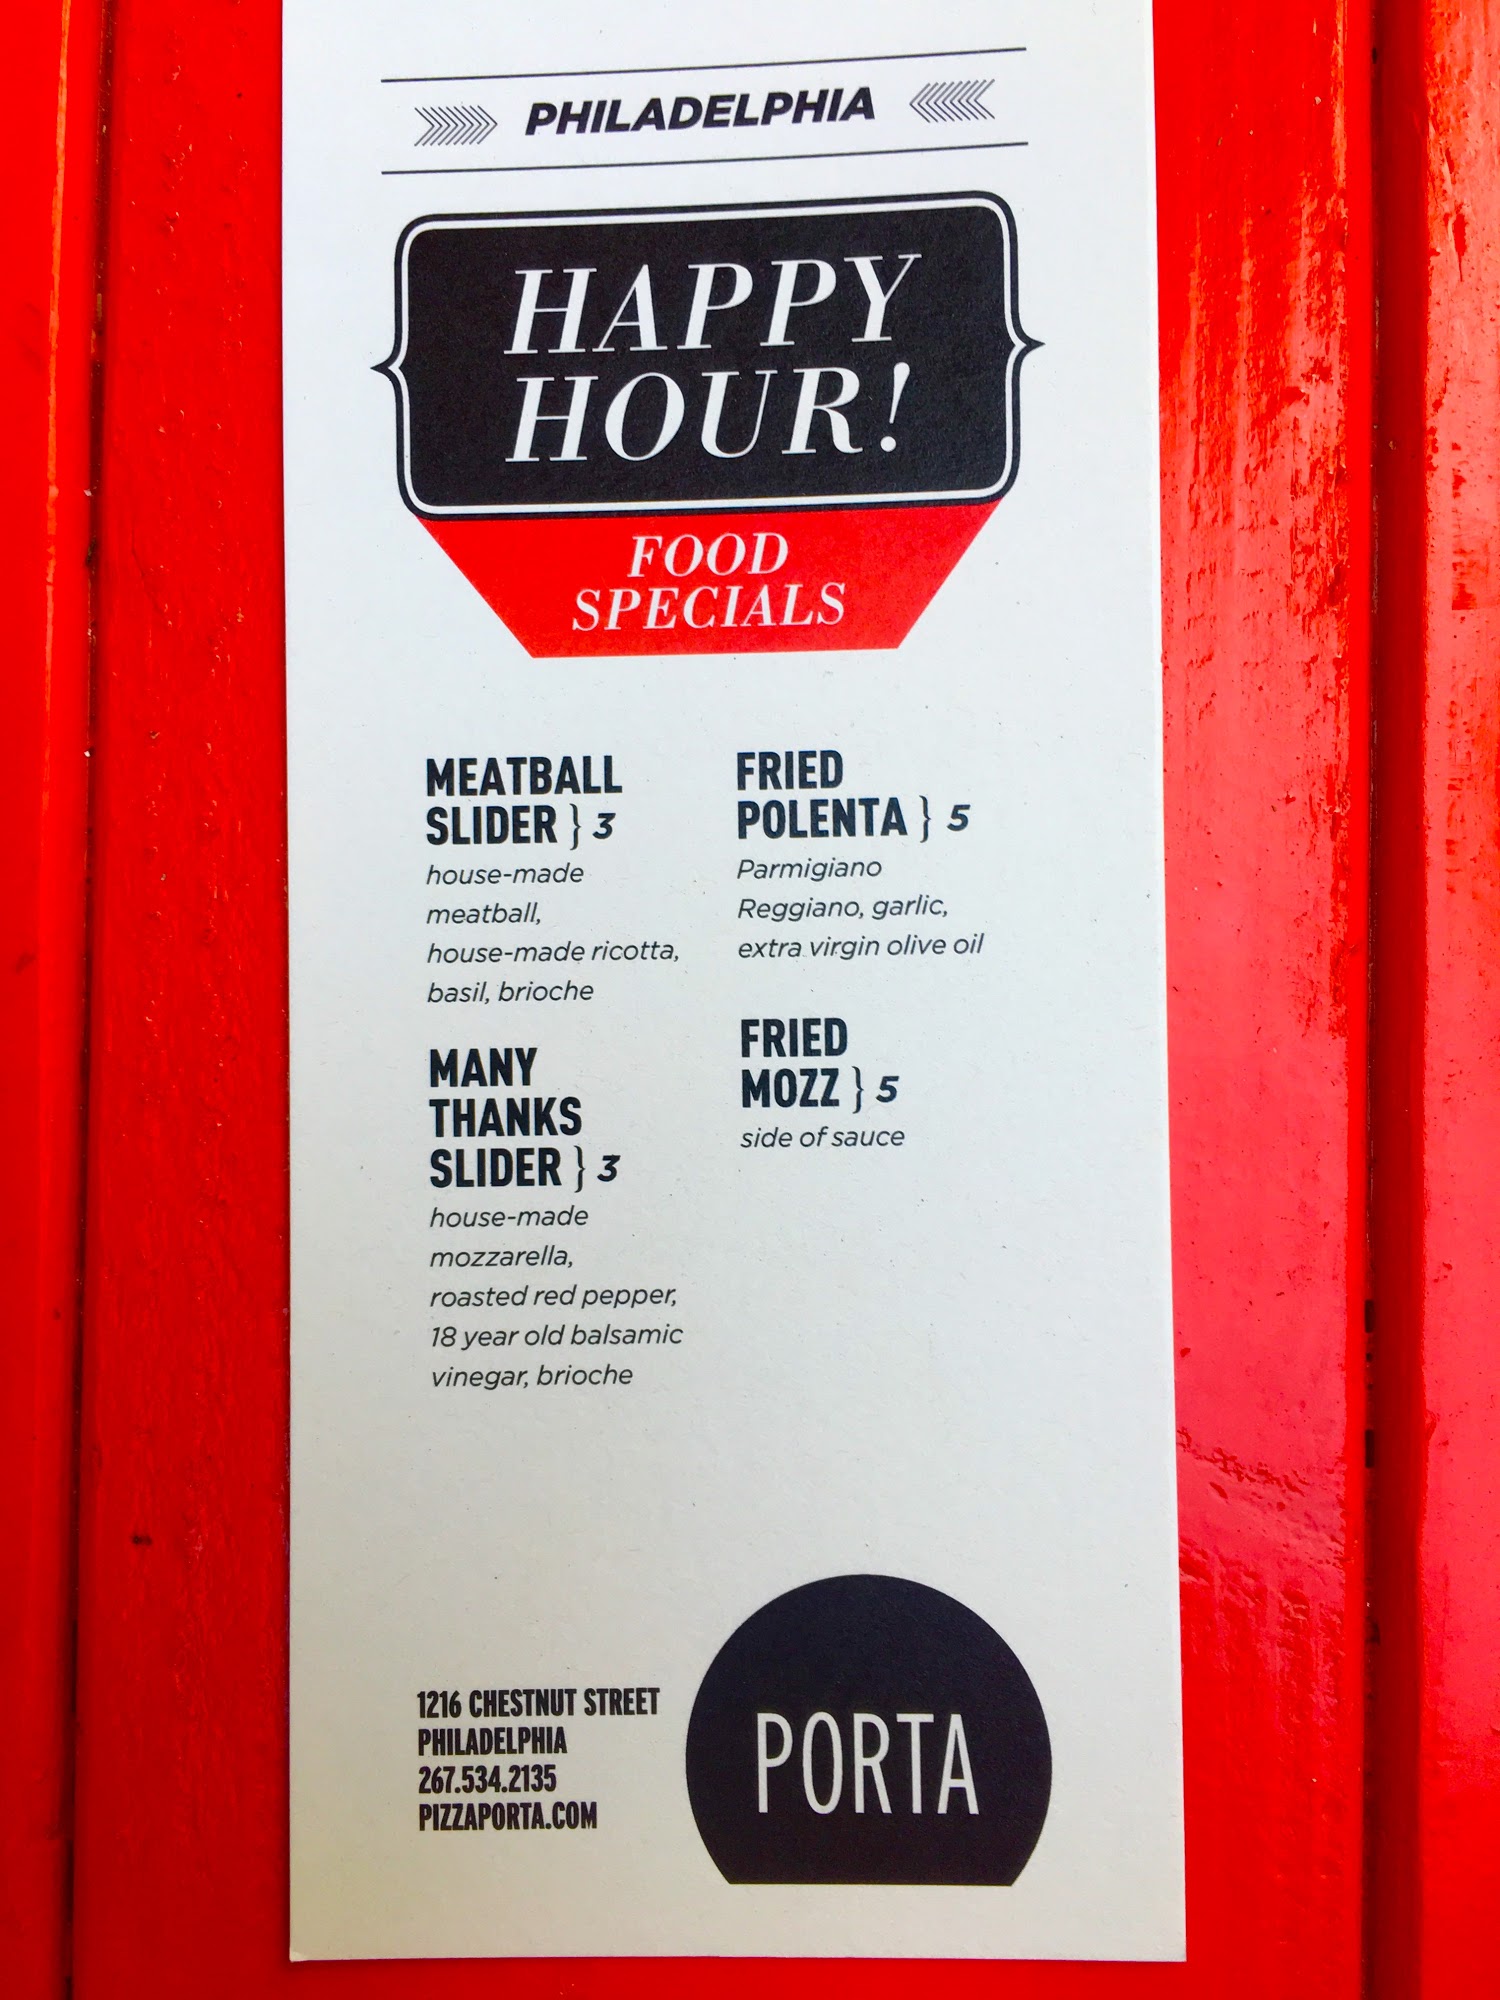 PHILADELPHIA
HAPPY
HOUR!
FOOD
SPECIALS
MEATBALL
SLIDER } 3
house-made
meatball,
house-made ricotta,
basil, brioche
MANY
THANKS
SLIDER } 3
house-made
mozzarella,
roasted red pepper,
18 year old balsamic
vinegar, brioche
FRIED
POLENTA } 5
Parmigiano
Reggiano, garlic,
extra virgin olive oil
FRIED
MOZZ } 5
side of sauce
1216 CHESTNUT STREET
PHILADELPHIA
267.534.2135
PIZZAPORTA.COM
PORTA